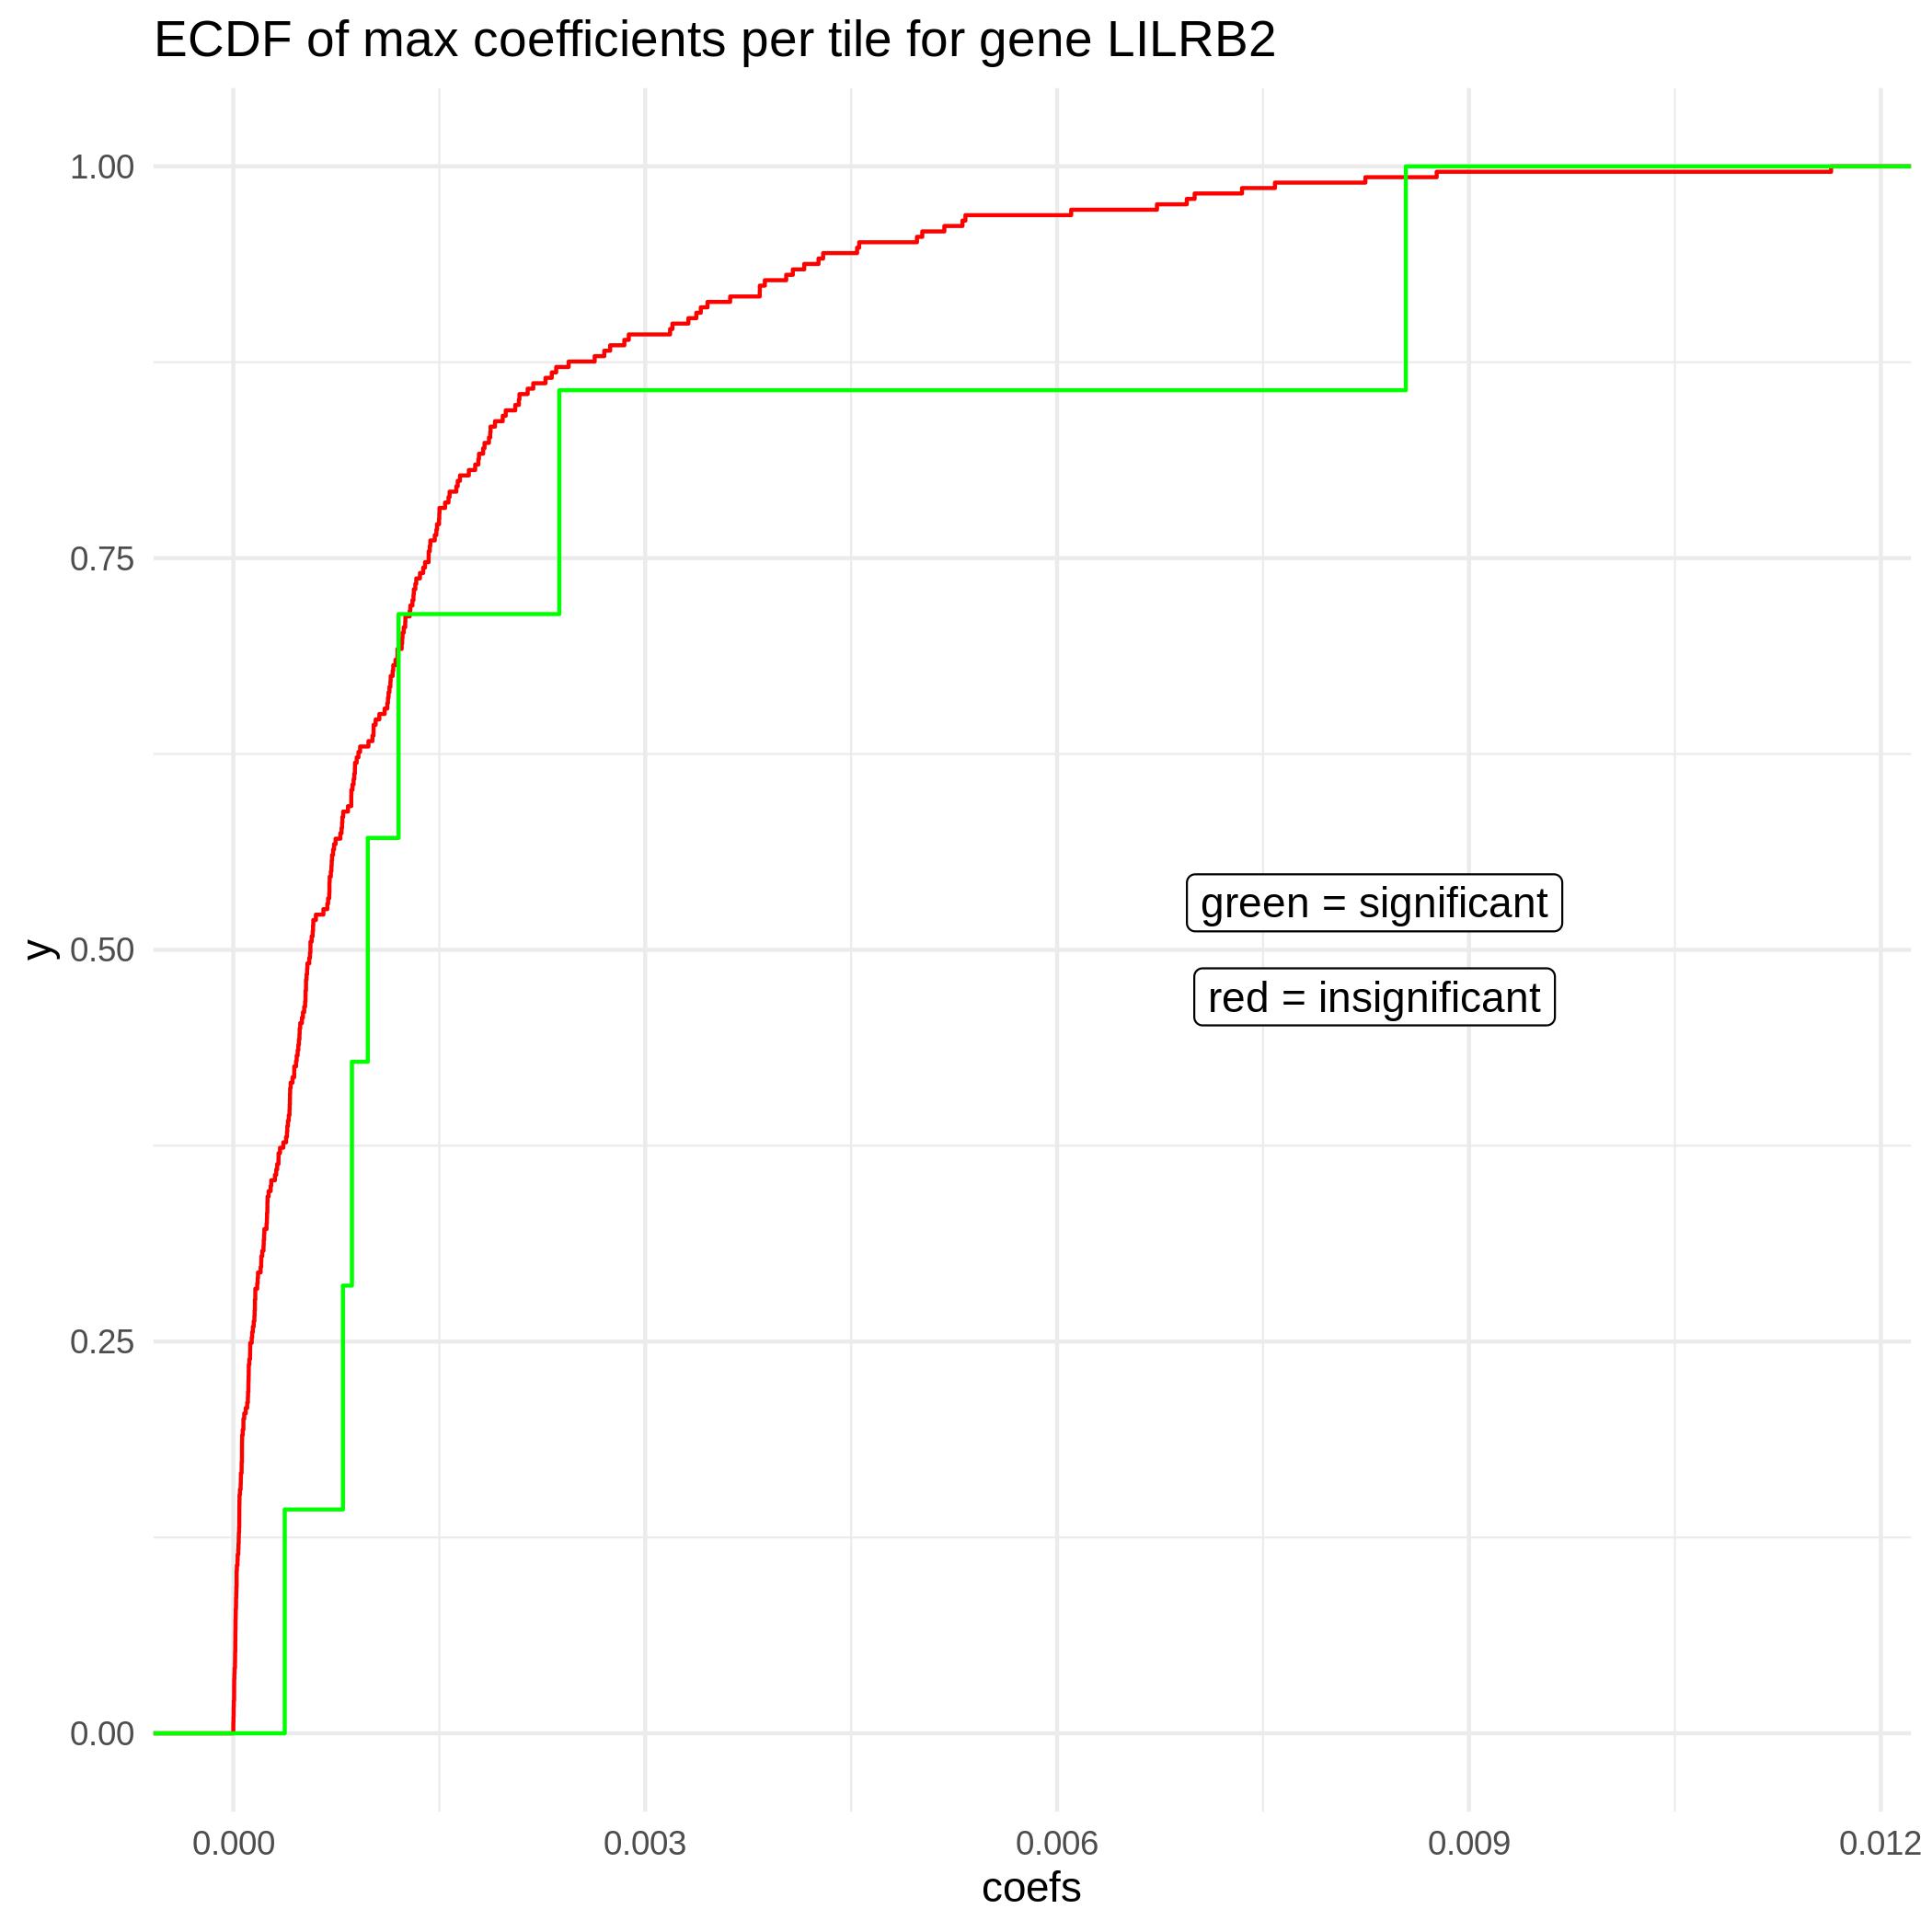 ECDF of max coefficients per tile for gene LILRB2
1.00
0.75
0.50
0.25
0.00
y
green = significant
red = insignificant
0.000 0.003 0.006 0.009 0.012
coefs